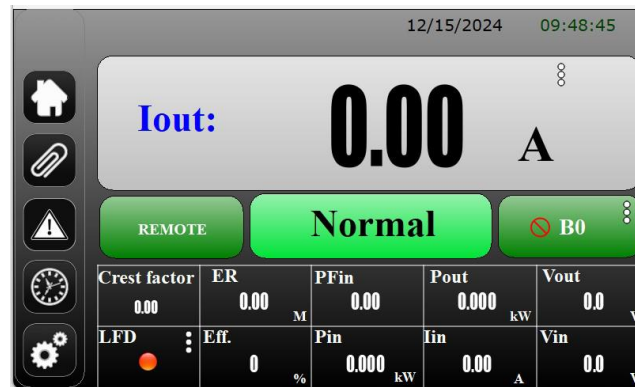 12/15/2024 09:48:45
Iout: 0.00 A
REMOTE Normal B0
Crest factor ER PFin Pout Vout
0.00 0.00 M 0.00 0.000 kW 0.0 V
LFD Eff. Pin Iin Vin
0 % 0.000 kW 0.00 A 0.0 V